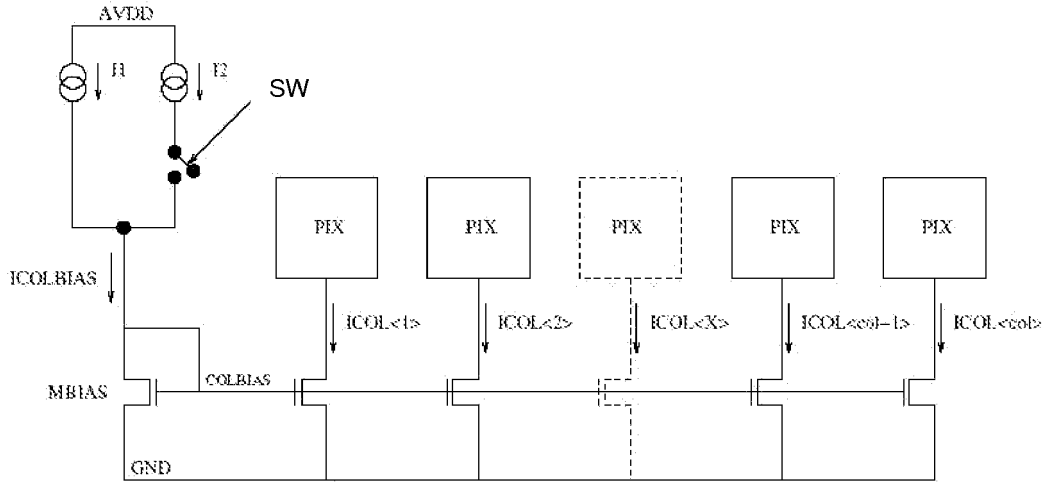 AVDD
I1 I2
SW
PIX PIX PIX PIX PIX
ICOLBIAS
ICOL<1> ICOL<2> ICOL<X> ICOL<col-1> ICOL<col>
COLBIAS
MBIAS
GND